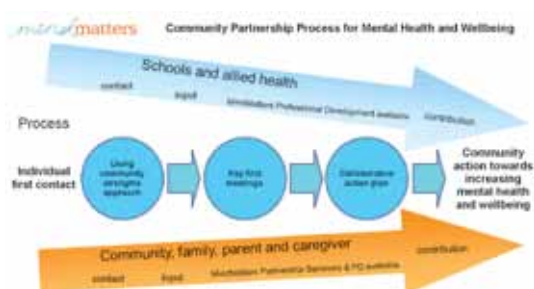 mindmatters
Community Partnership Process for Mental Health and Wellbeing
Schools and allied health
contact input MindMatters Professional Development available contribution
Process
Individual
first contact
Using
community
strengths
approach
Key first
meetings
Collaborative
action plan
Community
action towards
increasing
mental health
and wellbeing
Community, family, parent and caregiver
contact input MindMatters Partnership Seminars & PD available contribution